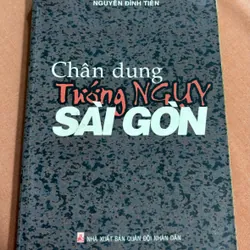 NGUYỄN ĐÌNH TIÊN
Chân dung
Tướng NGỤY
SÀI GÒN
NHÀ XUẤT BẢN QUÂN ĐỘI NHÂN DÂN